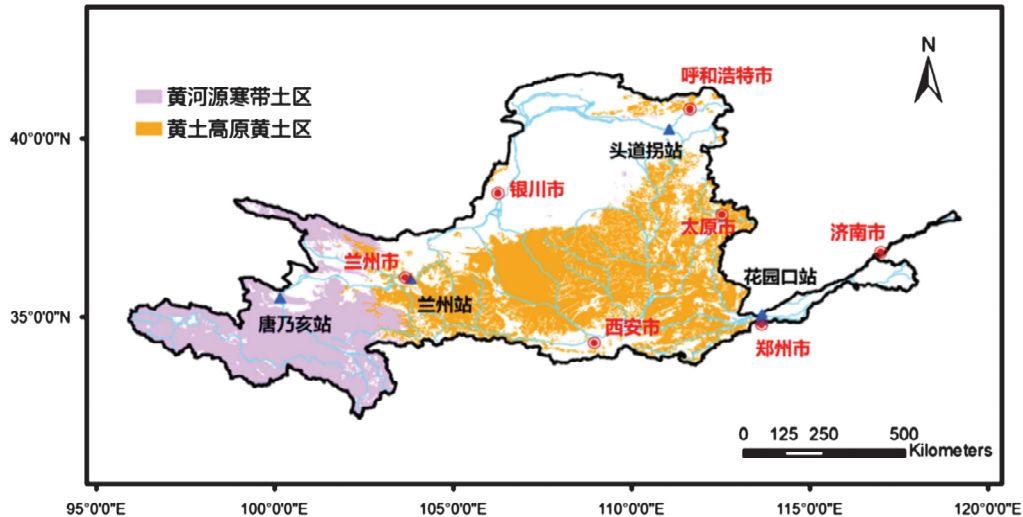 N
呼和浩特市
黄河源寒带土区
黄土高原黄土区
40°0'0"N
头道拐站
银川市
太原市
济南市
兰州市
花园口站
兰州站
35°0'0"N
唐乃亥站
西安市
郑州市
0 125 250 500
Kilometers
95°0'0"E 100°0'0"E 105°0'0"E 110°0'0"E 115°0'0"E 120°0'0"E